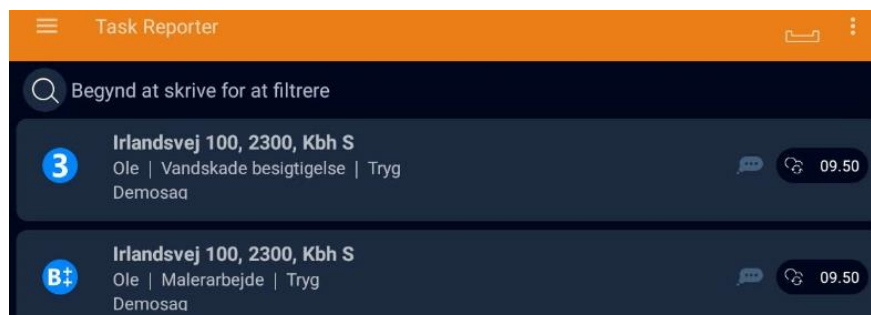 Task Reporter
Begynd at skrive for at filtrere
Irlandsvej 100, 2300, Kbh S
3
Ole | Vandskade besigtigelse | Tryg
09.50
Demosag
Irlandsvej 100, 2300, Kbh S
B‡
Ole | Malerarbejde | Tryg
09.50
Demosag